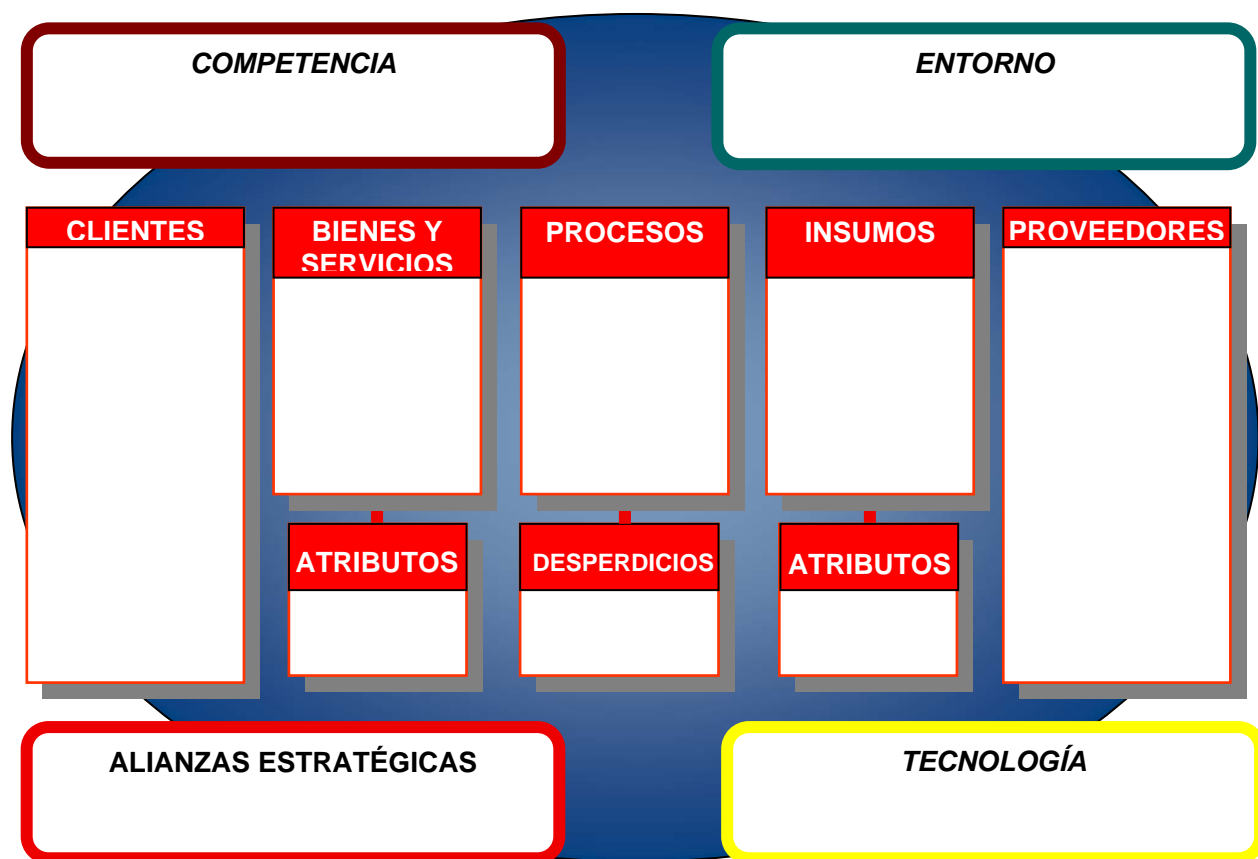 COMPETENCIA
ENTORNO
CLIENTES
BIENES Y
SERVICIOS
PROCESOS
INSUMOS
PROVEEDORES
ATRIBUTOS
DESPERDICIOS
ATRIBUTOS
ALIANZAS ESTRATÉGICAS
TECNOLOGÍA